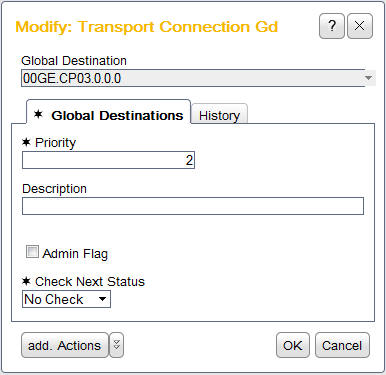 Modify: Transport Connection Gd
?
Global Destination
00GE.CP03.0.0.0
✶ Global Destinations History
✶ Priority
2
Description
Admin Flag
✶ Check Next Status
No Check
add. Actions OK Cancel